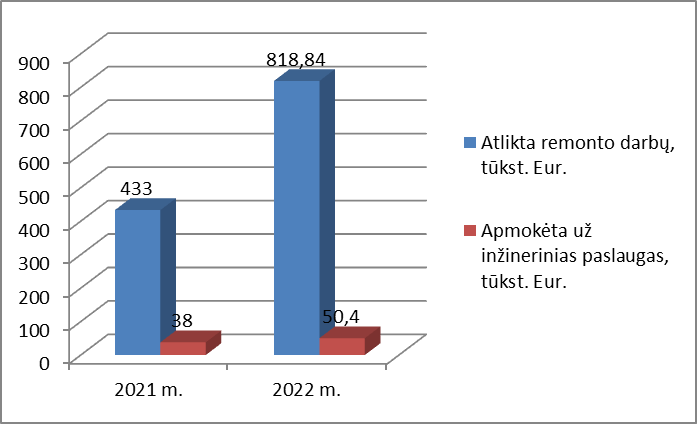 900
800
700
600
500
400
300
200
100
0
433
38
818,84
50,4
2021 m.
2022 m.
Atlikta remonto darbų,
tūkst. Eur.
Apmokėta už
inžinerinias paslaugas,
tūkst. Eur.